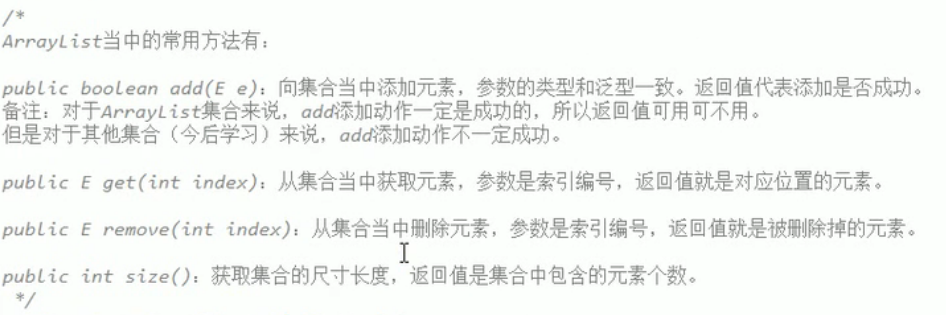 /*
ArrayList当中的常用方法有:
public boolean add(E e): 向集合当中添加元素，参数的类型和泛型一致。返回值代表添加是否成功。
备注：对于ArrayList集合来说，add添加动作一定是成功的，所以返回值可用可不用。
但是对于其他集合（今后学习）来说，add添加动作不一定成功。
public E get(int index): 从集合当中获取元素，参数是索引编号，返回值就是对应位置的元素。
public E remove(int index): 从集合当中删除元素，参数是索引编号，返回值就是被删除掉的元素。
public int size(): 获取集合的尺寸长度，返回值是集合中包含的元素个数。
*/